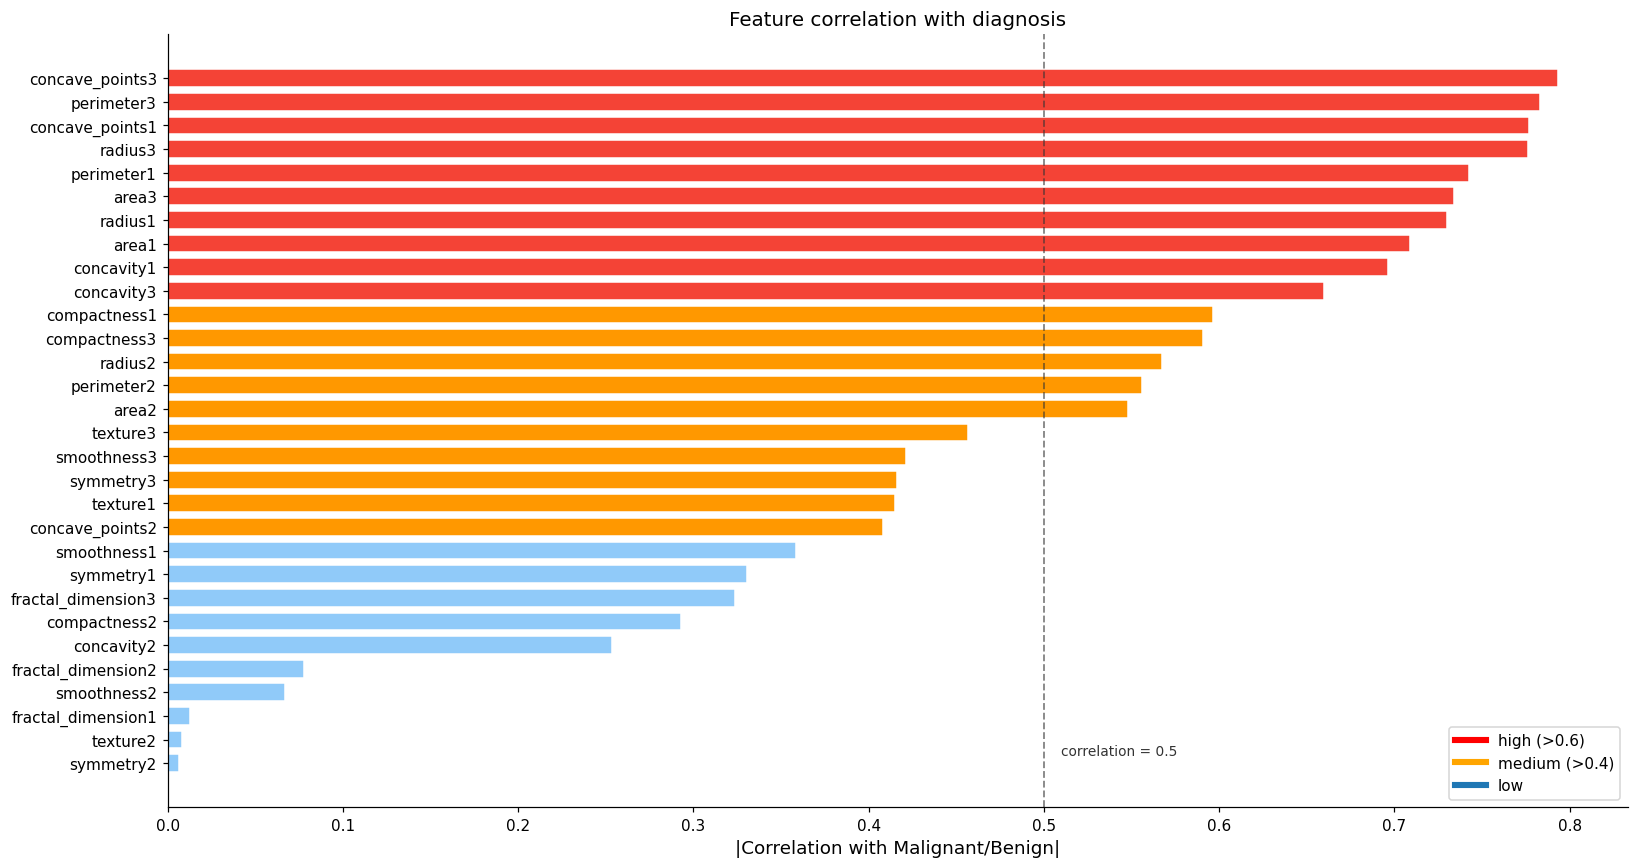 Feature correlation with diagnosis
concave_points3
perimeter3
concave_points1
radius3
perimeter1
area3
radius1
area1
concavity1
concavity3
compactness1
compactness3
radius2
perimeter2
area2
texture3
smoothness3
symmetry3
texture1
concave_points2
smoothness1
symmetry1
fractal_dimension3
compactness2
concavity2
fractal_dimension2
smoothness2
fractal_dimension1
texture2
symmetry2
correlation = 0.5
high (>0.6)
medium (>0.4)
low
0.0 0.1 0.2 0.3 0.4 0.5 0.6 0.7 0.8
|Correlation with Malignant/Benign|